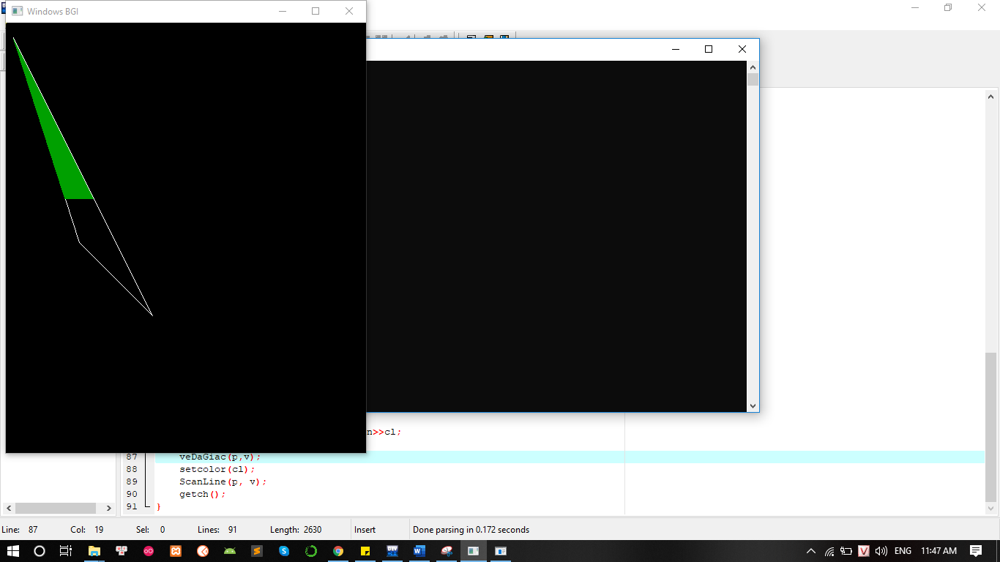 Windows BGI
n>>cl;
87 veDaGiac(p,v);
88 setcolor(cl);
89 ScanLine(p, v);
90 getch();
91 }
Line: 87 Col: 19 Sel: 0 Lines: 91 Length: 2630 Insert Done parsing in 0.172 seconds
DEV
V ENG 11:47 AM